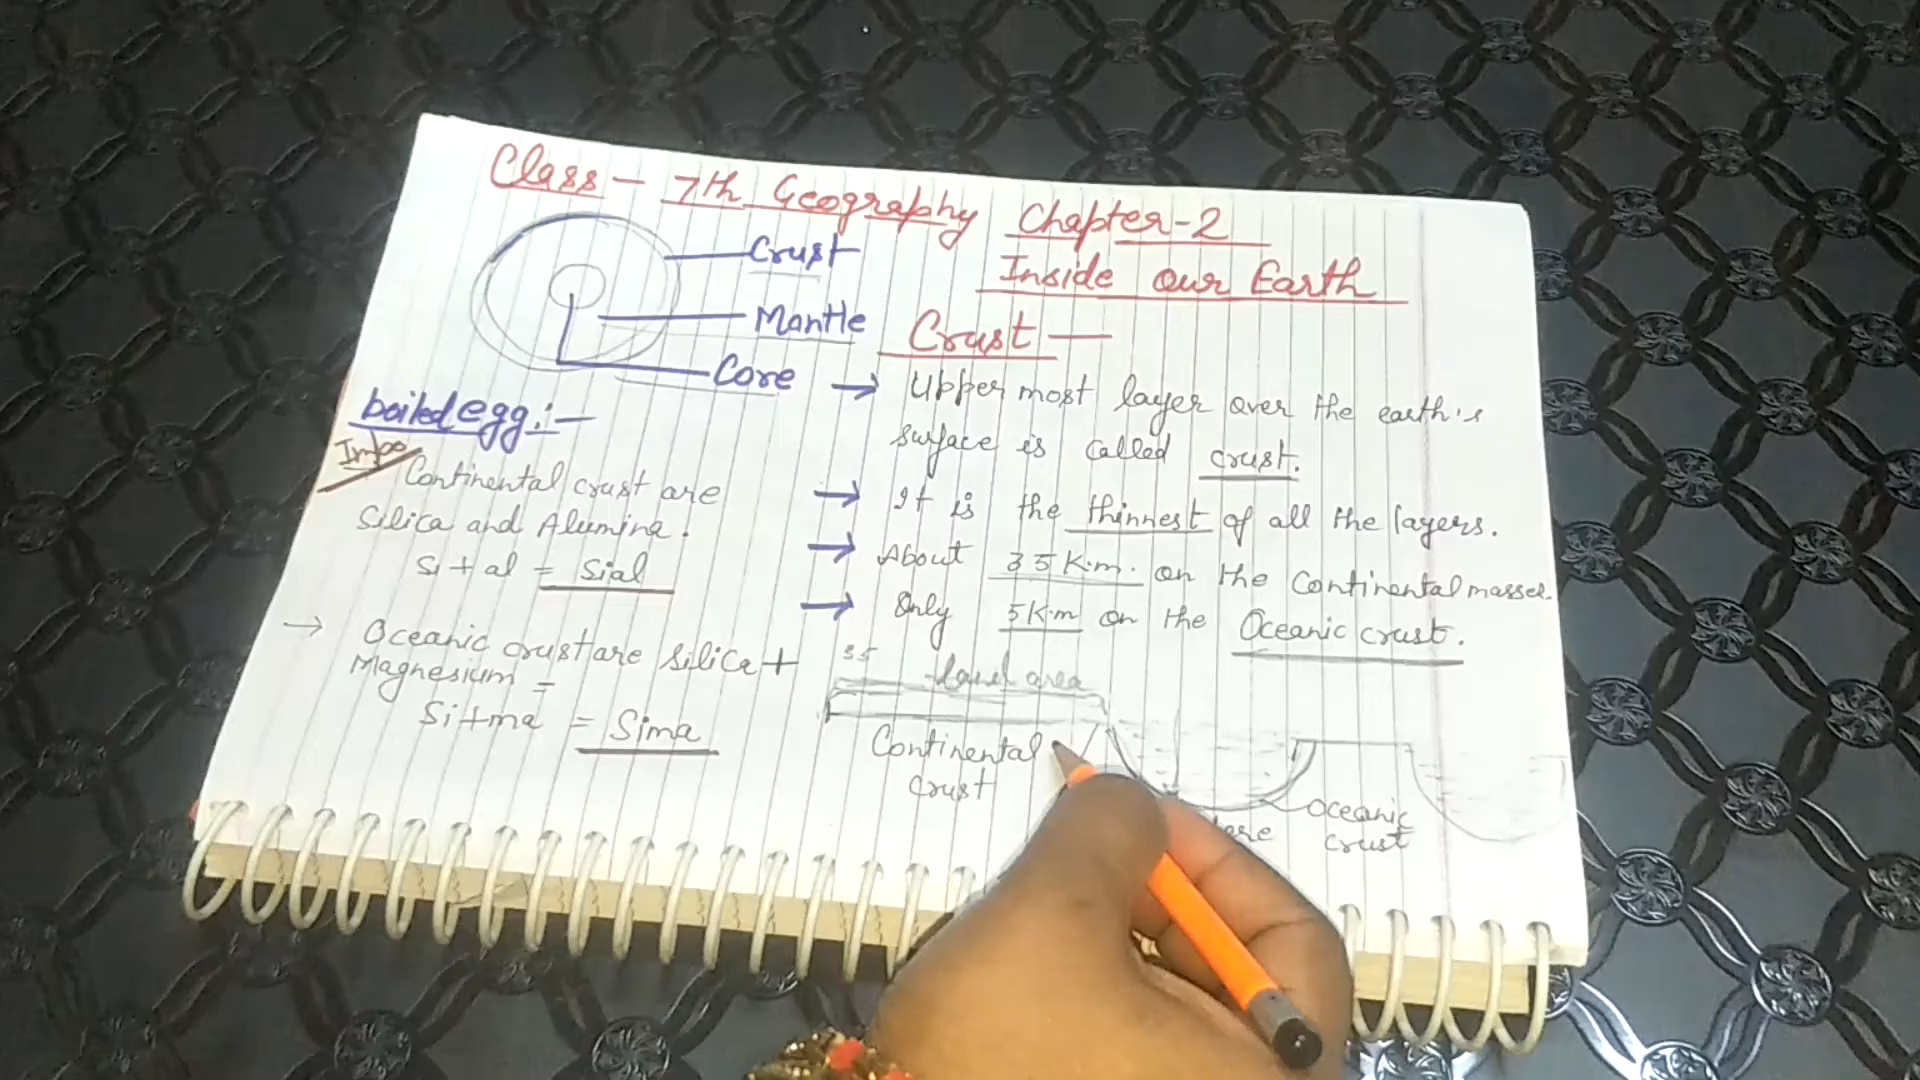 Class - 7th Geography Chapter-2
Inside our Earth
Crust
Mantle
Core
boiled egg :-
Impo
Continental crust are
Silica and Alumina.
Si + al = Sial
→ Oceanic crust are silica +
Magnesium =
Si + ma = Sima
Crust —
→ Upper most layer over the earth's
surface is called crust.
→ It is the thinnest of all the layers.
→ About 35 K.m. on the Continental masses.
→ Only 5 K.m on the Oceanic crust.
35
land area
Continental
Crust
Oceanic
crust